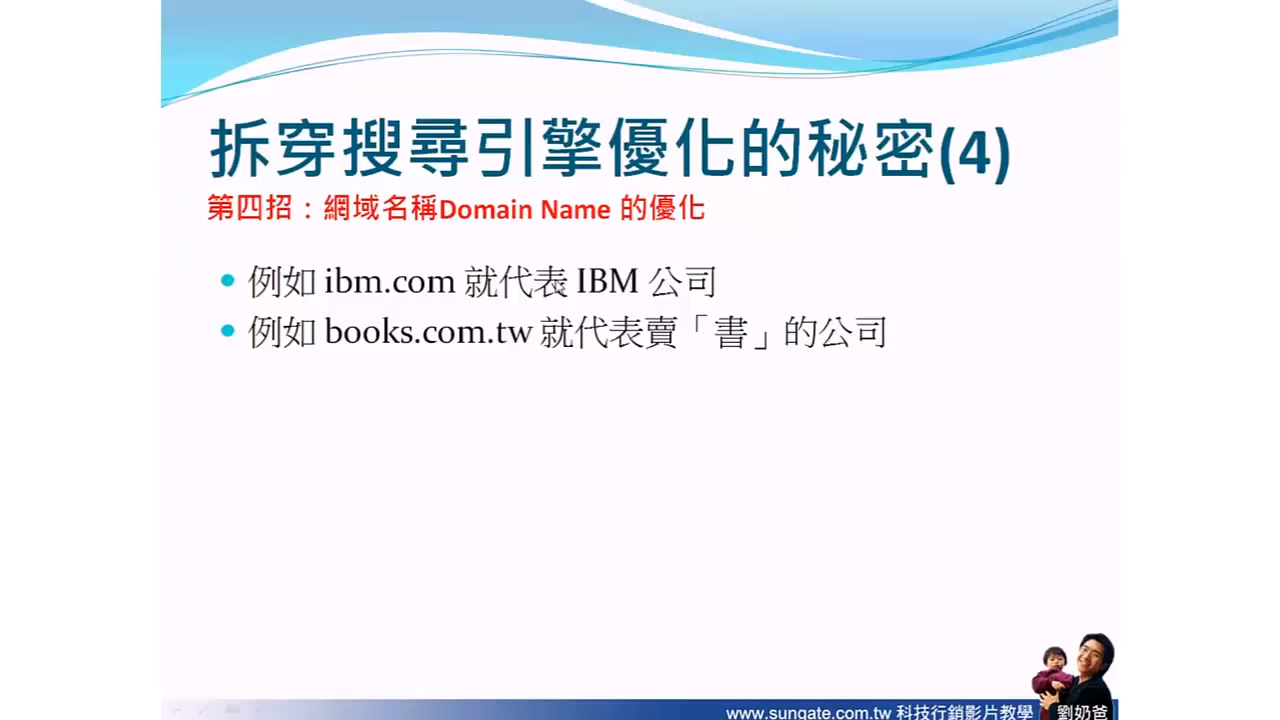 拆穿搜尋引擎優化的秘密(4)
第四招：網域名稱Domain Name 的優化
例如 ibm.com 就代表 IBM 公司
例如 books.com.tw 就代表賣「書」的公司
www.sungate.com.tw 科技行銷影片教學
劉奶爸